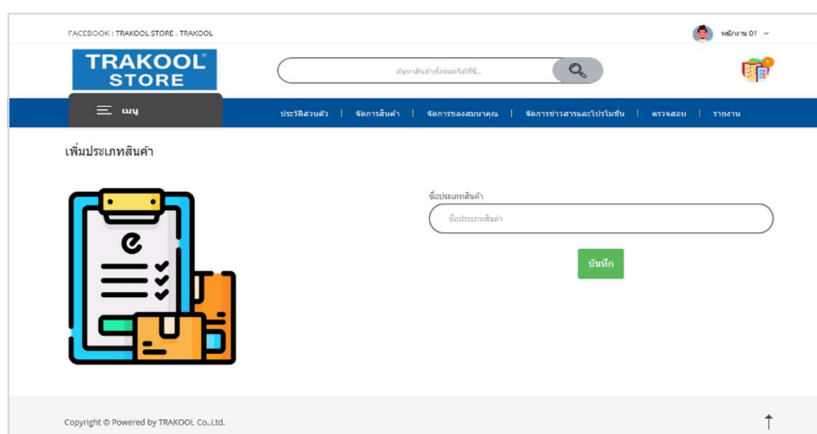 FACEBOOK : TRAKOOL STORE . TRAKOOL
พนักงาน 01
TRAKOOL
STORE
ค้นหาสินค้าทั้งหมดได้ที่นี่...
เมนู
ประวัติส่วนตัว | จัดการสินค้า | จัดการของสมนาคุณ | จัดการข่าวสารและโปรโมชั่น | ตรวจสอบ | รายงาน
เพิ่มประเภทสินค้า
ชื่อประเภทสินค้า
ชื่อประเภทสินค้า
บันทึก
Copyright © Powered by TRAKOOL Co.,Ltd.